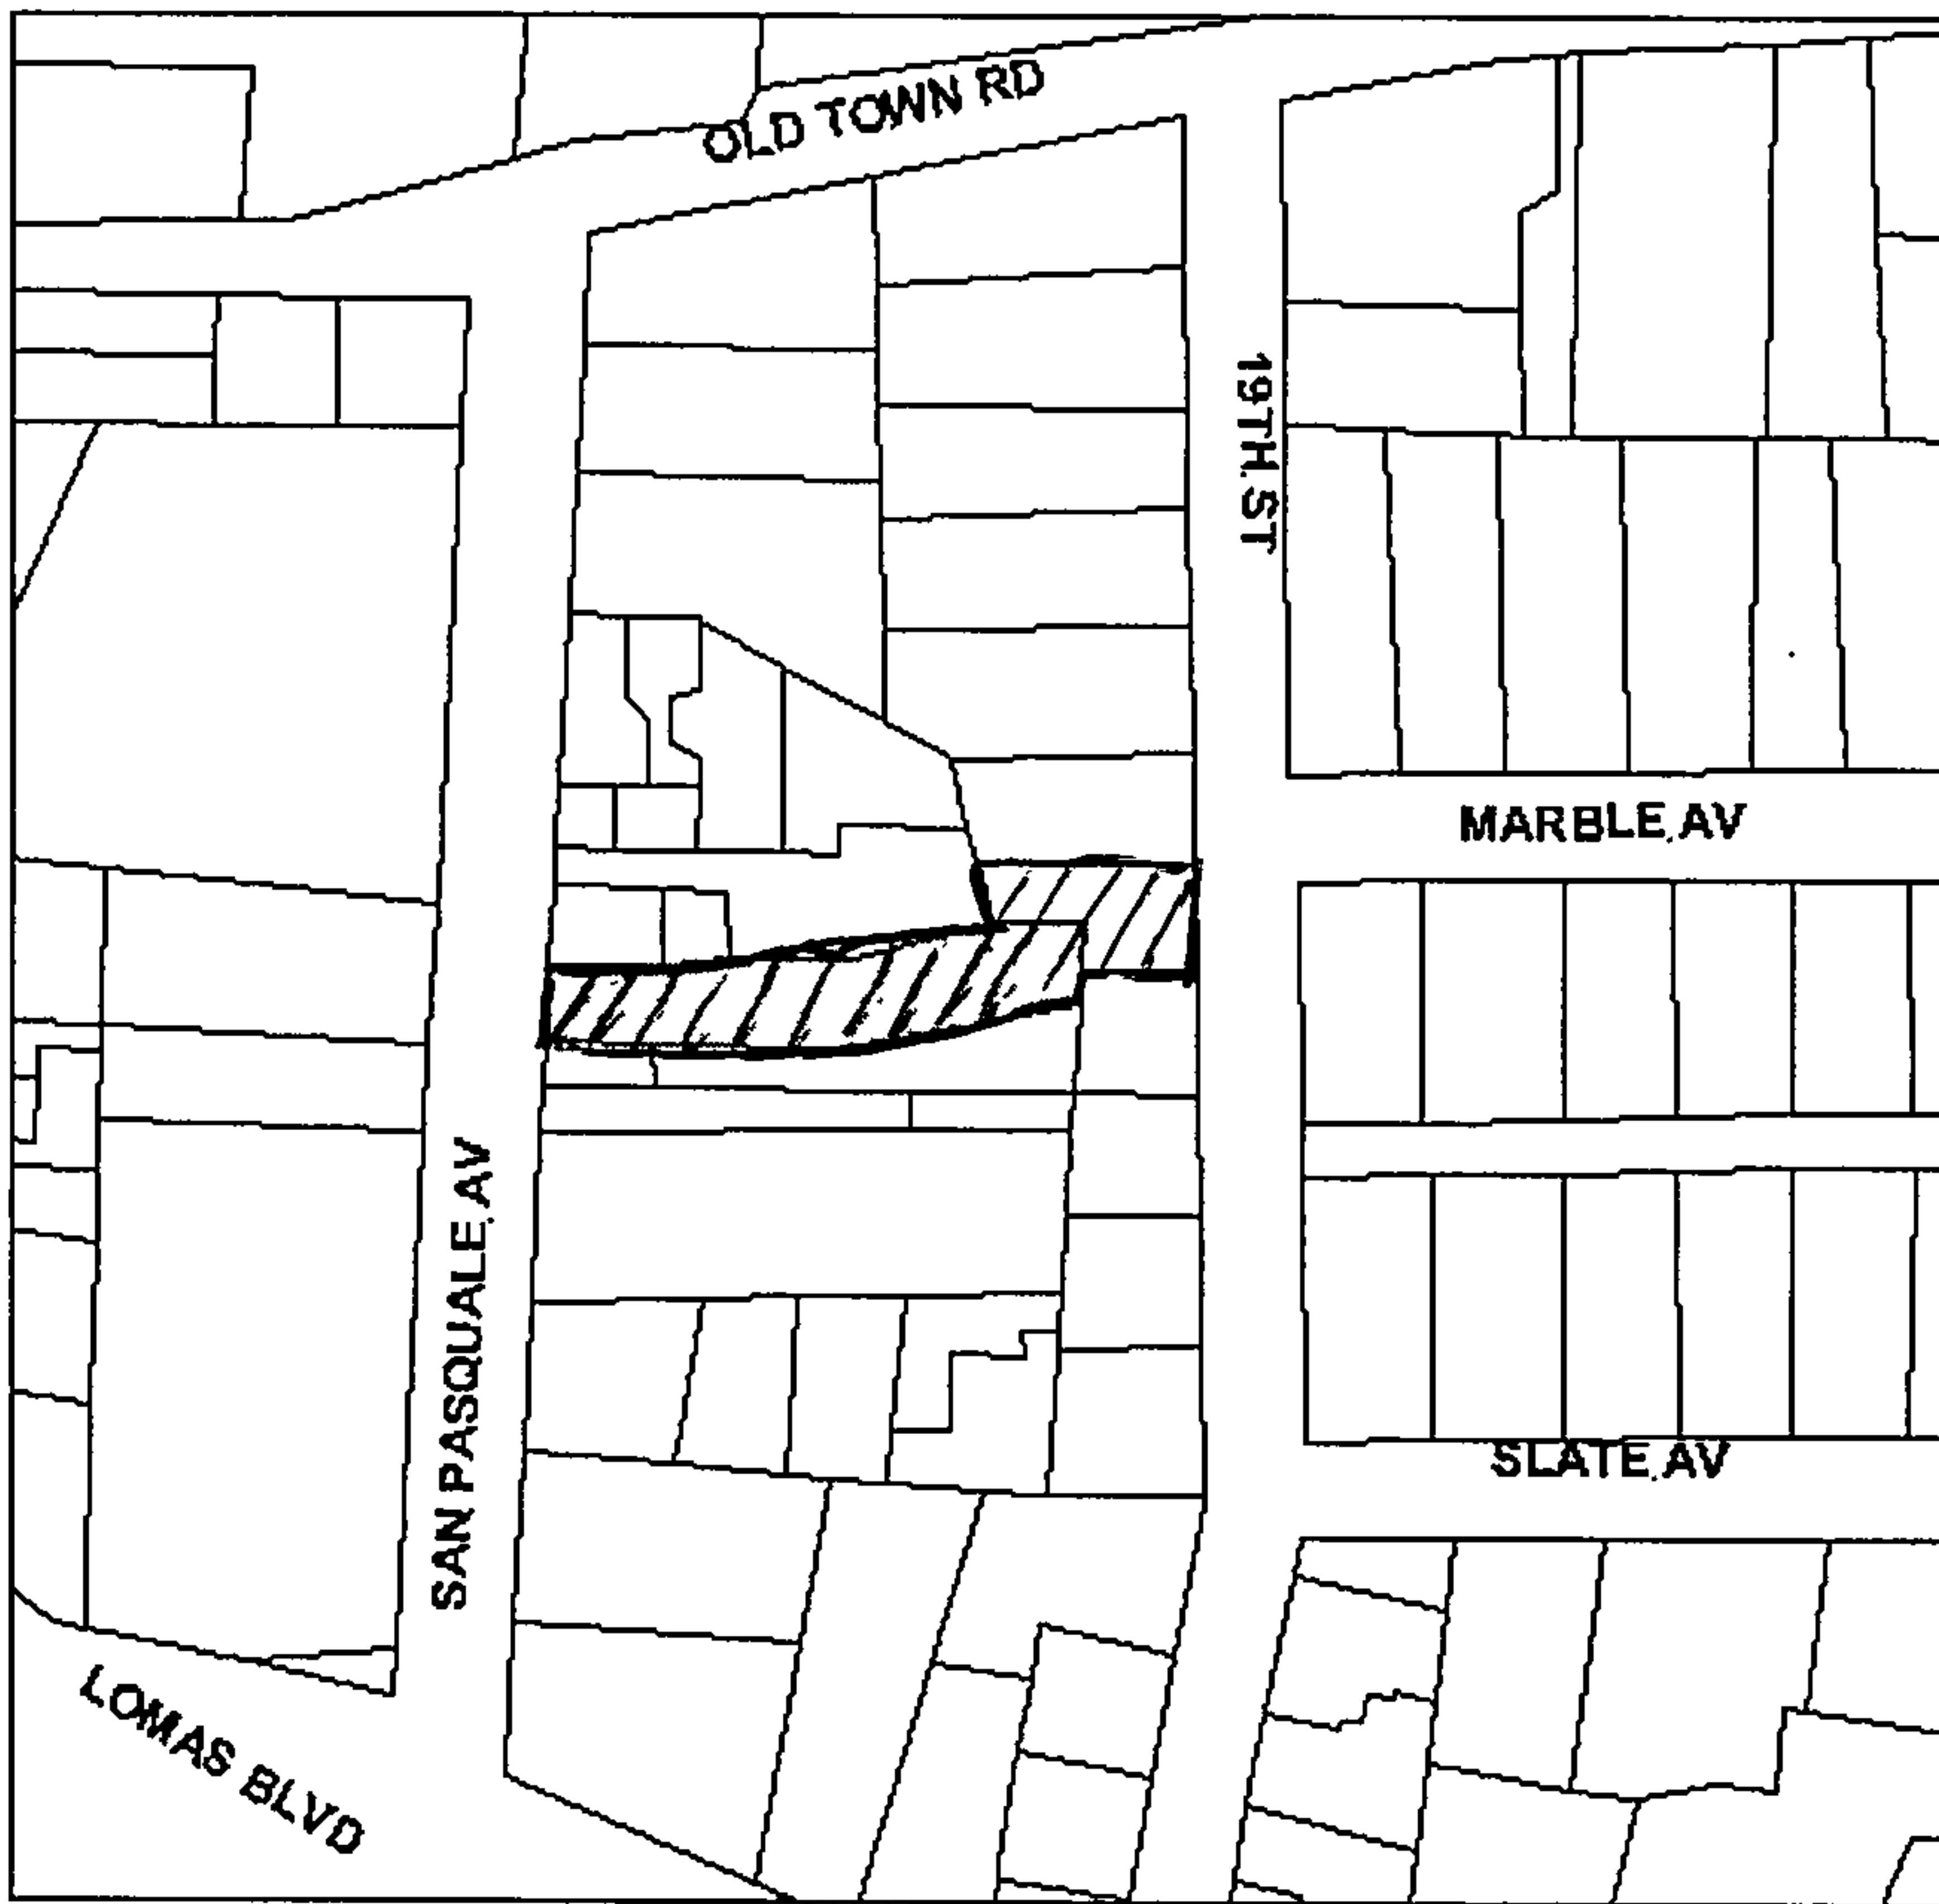 OLD TOWN RD
19TH ST
MARBLE AV
SAN PASQUALE AV
SLATE AV
LOMAS BLVD